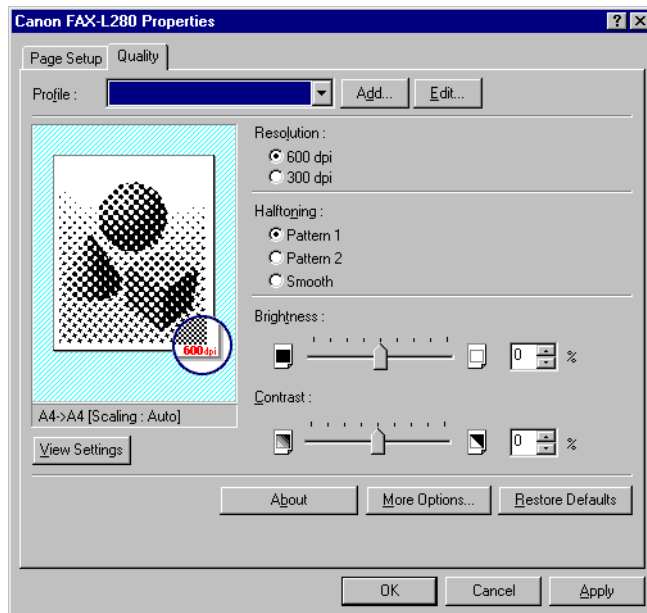 Canon FAX-L280 Properties
Page Setup Quality
Profile : Add... Edit...
Resolution :
600 dpi
300 dpi
Halftoning :
Pattern 1
Pattern 2
Smooth
600dpi
Brightness :
0 %
A4->A4 [Scaling : Auto]
Contrast :
0 %
View Settings
About More Options... Restore Defaults
OK Cancel Apply